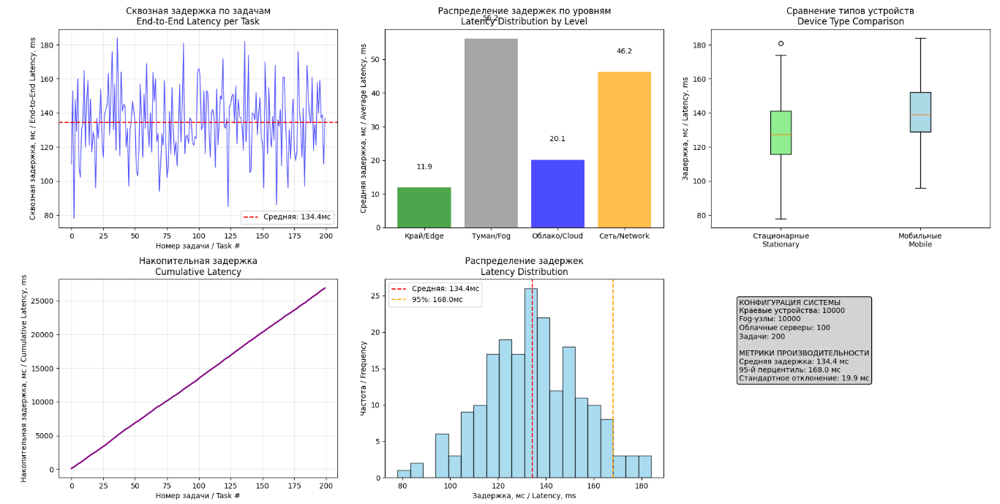 Сквозная задержка по задачам
End-to-End Latency per Task
Сквозная задержка, мс / End-to-End Latency, ms
180
160
140
120
100
80
Средняя: 134.4мс
0 25 50 75 100 125 150 175 200
Номер задачи / Task #
Распределение задержек по уровням
Latency Distribution by Level
56.2
Средняя задержка, мс / Average Latency, ms
50
40
30
20
10
0
11.9
20.1
46.2
Край/Edge Туман/Fog Облако/Cloud Сеть/Network
Сравнение типов устройств
Device Type Comparison
Задержка, мс / Latency, ms
180
160
140
120
100
80
Стационарные
Stationary
Мобильные
Mobile
Накопительная задержка
Cumulative Latency
Накопительная задержка, мс / Cumulative Latency, ms
25000
20000
15000
10000
5000
0
0 25 50 75 100 125 150 175 200
Номер задачи / Task #
Распределение задержек
Latency Distribution
Частота / Frequency
25
20
15
10
5
0
Средняя: 134.4мс
95%: 168.0мс
80 100 120 140 160 180
Задержка, мс / Latency, ms
КОНФИГУРАЦИЯ СИСТЕМЫ
Краевые устройства: 10000
Fog-узлы: 10000
Облачные серверы: 100
Задачи: 200
МЕТРИКИ ПРОИЗВОДИТЕЛЬНОСТИ
Средняя задержка: 134.4 мс
95-й перцентиль: 168.0 мс
Стандартное отклонение: 19.9 мс